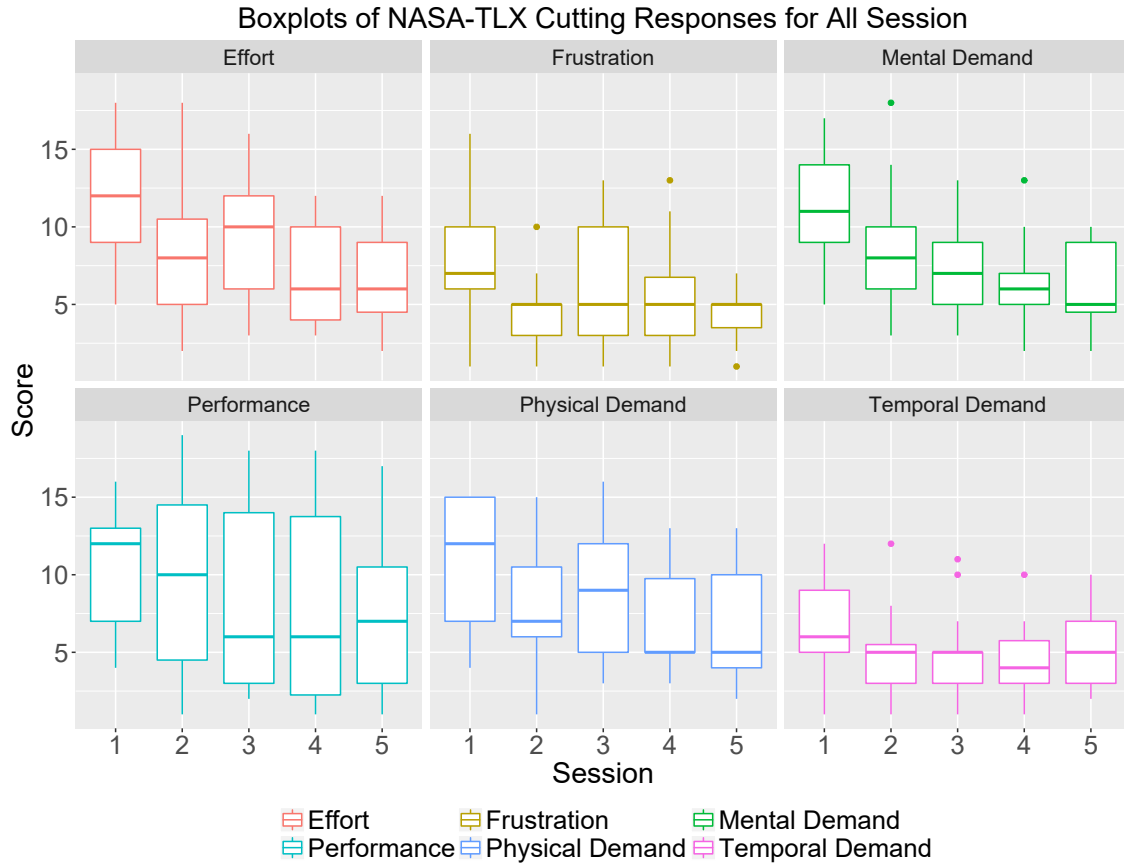 Boxplots of NASA-TLX Cutting Responses for All Session
Effort Frustration Mental Demand
15
10
5
Performance Physical Demand Temporal Demand
15
10
5
Score
1 2 3 4 5 1 2 3 4 5 1 2 3 4 5
Session
Effort Frustration Mental Demand
Performance Physical Demand Temporal Demand